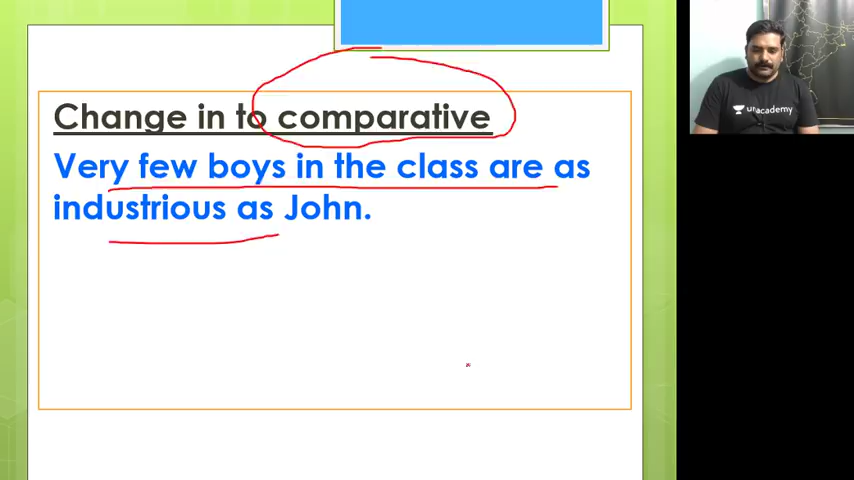 Change in to comparative
Very few boys in the class are as
industrious as John.
unacademy